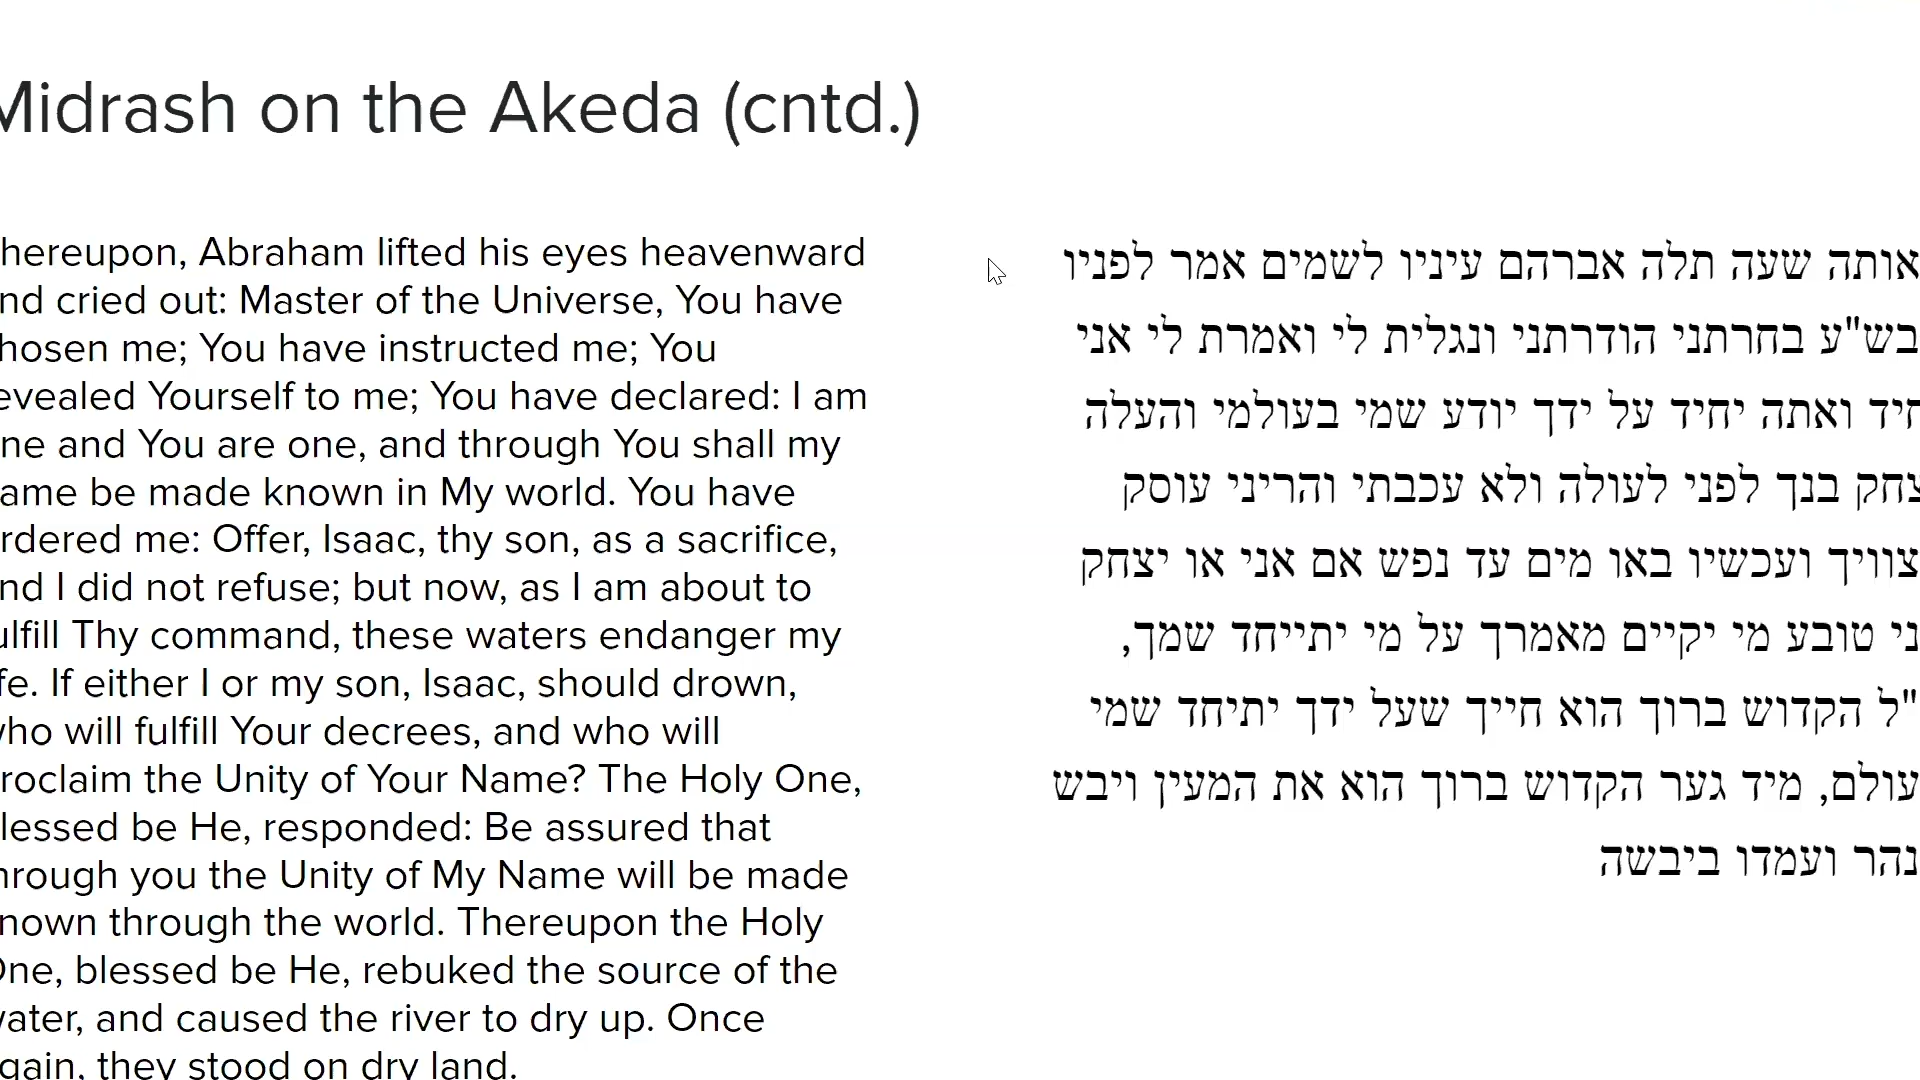 Midrash on the Akeda (cntd.)
hereupon, Abraham lifted his eyes heavenward
nd cried out: Master of the Universe, You have
hosen me; You have instructed me; You
evealed Yourself to me; You have declared: I am
ne and You are one, and through You shall my
ame be made known in My world. You have
rdered me: Offer, Isaac, thy son, as a sacrifice,
nd I did not refuse; but now, as I am about to
ulfill Thy command, these waters endanger my
fe. If either I or my son, Isaac, should drown,
who will fulfill Your decrees, and who will
roclaim the Unity of Your Name? The Holy One,
lessed be He, responded: Be assured that
hrough you the Unity of My Name will be made
nown through the world. Thereupon the Holy
One, blessed be He, rebuked the source of the
water, and caused the river to dry up. Once
gain, they stood on dry land.
אותה שעה תלה אברהם עיניו לשמים אמר לפניו
בש"ע בחרתני הודרתני ונגלית לי ואמרת לי אני
חיד ואתה יחיד על ידך יודע שמי בעולמי והעלה
צחק בנך לפני לעולה ולא עכבתי והריני עוסק
צוויך ועכשיו באו מים עד נפש אם אני או יצחק
ני טובע מי יקיים מאמרך על מי יתייחד שמך,
"ל הקדוש ברוך הוא חייך שעל ידך יתיחד שמי
עולם, מיד גער הקדוש ברוך הוא את המעין ויבש
נהר ועמדו ביבשה